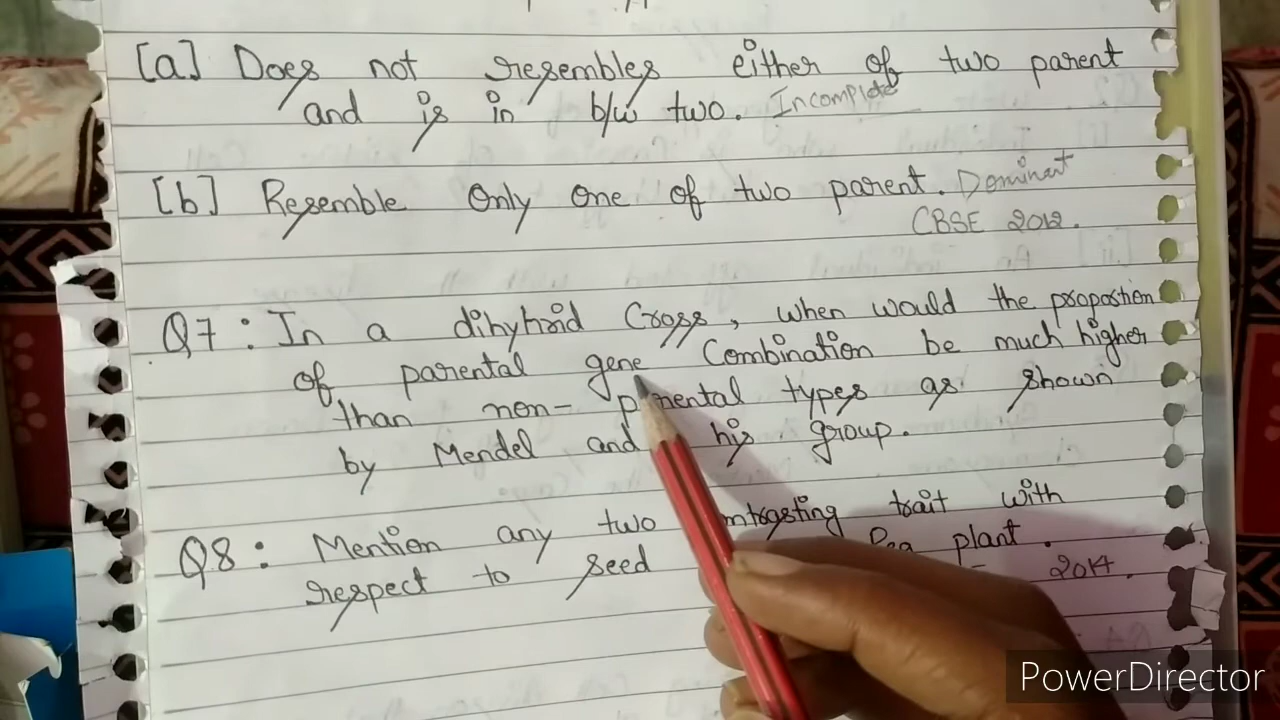 [a] Does not resembles either of two parent
and is in b/w two. Incomplete
[b] Resemble Only one of two parent. Dominant
CBSE 2012.
Q7: In a dihybrid Cross, when would the proportion
of parental gene Combination be much higher
than non- parental types as shown
by Mendel and his group.
Q8: Mention any two contrasting trait with
respect to seed Pea plant.
2014.
PowerDirector